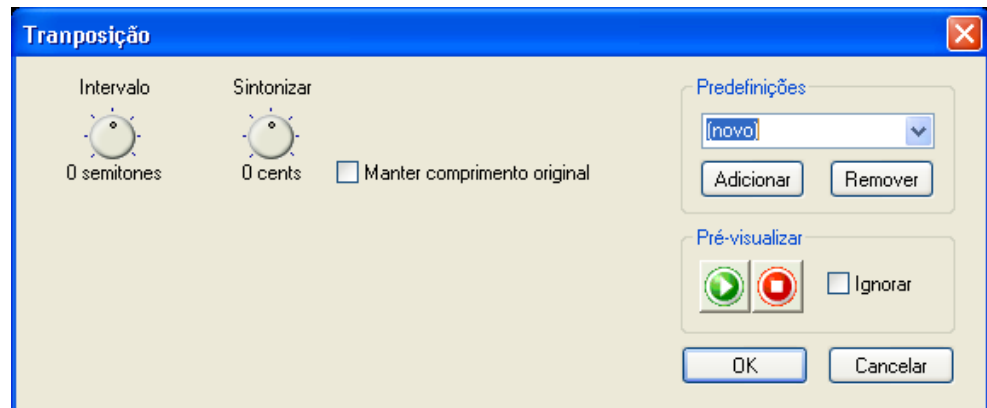 Tranposição
Intervalo
Sintonizar
0 semitones
0 cents
Manter comprimento original
Predefinições
(novo)
Adicionar
Remover
Pré-visualizar
Ignorar
OK
Cancelar